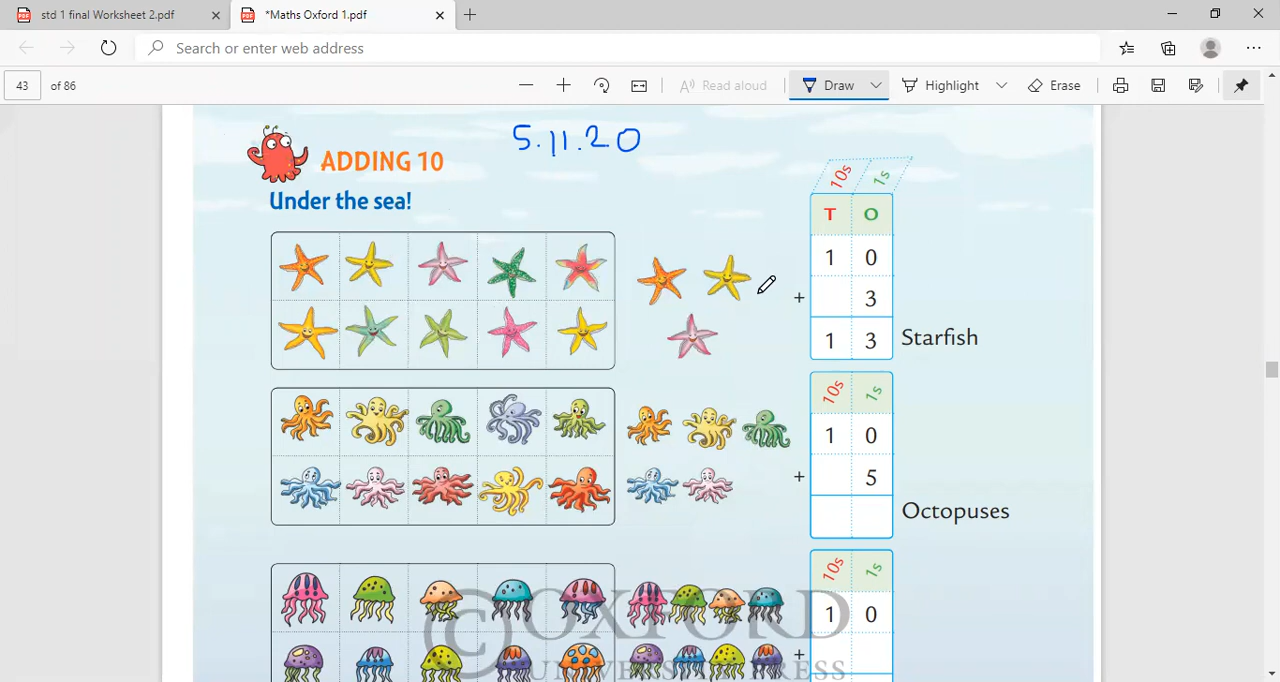 std 1 final Worksheet 2.pdf
*Maths Oxford 1.pdf
Search or enter web address
43 of 86
Read aloud
Draw
Highlight
Erase
5.11.20
ADDING 10
Under the sea!
10s 1s
T O
1 0
+ 3
1 3 Starfish
10s 1s
1 0
+ 5
Octopuses
10s 1s
1 0
+
© OXFORD
UNIVERSITY PRESS